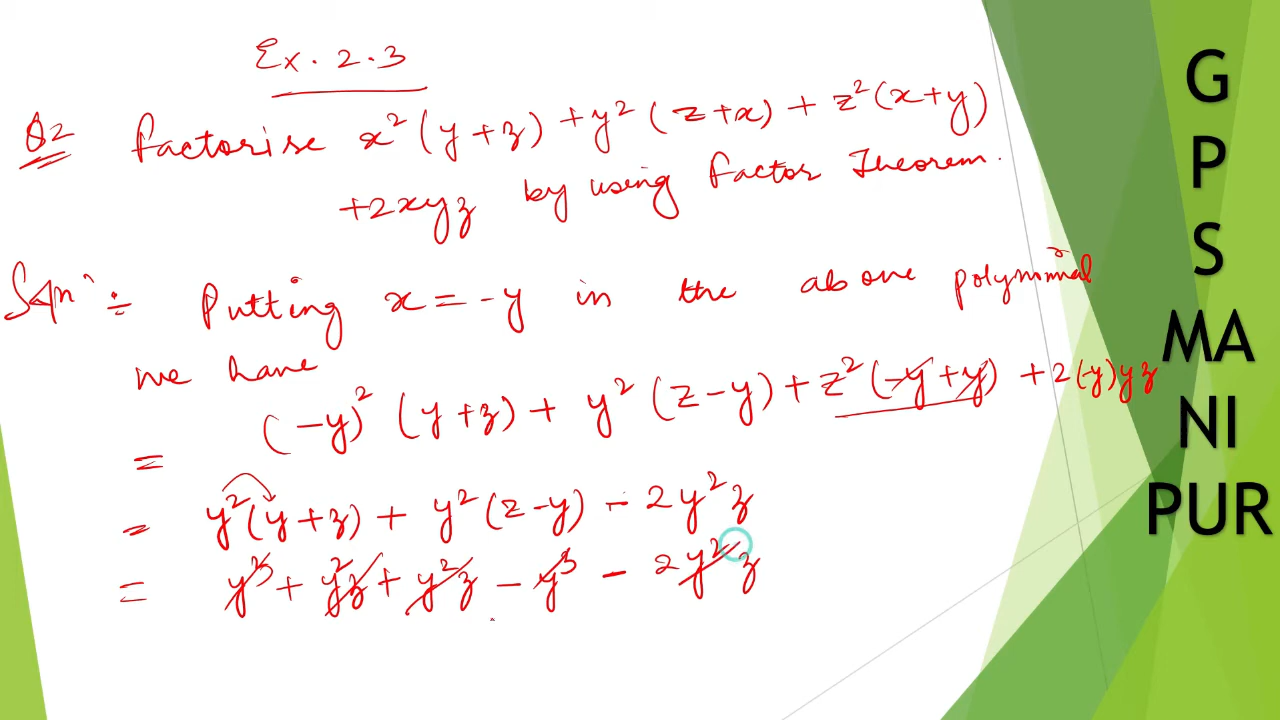 Ex. 2.3
Q2 Factorise x² (y+z) + y² (z+x) + z² (x+y)
+2xyz by using Factor Theorem.
Soln :- Putting x = -y in the above polynomial
we have
= (-y)² (y+z) + y² (z-y) + z² (-y+y) + 2(-y)yz
= y² (y+z) + y² (z-y) - 2y²z
= y³ + y²z + y²z - y³ - 2y²z
G
P
S
MA
NI
PUR